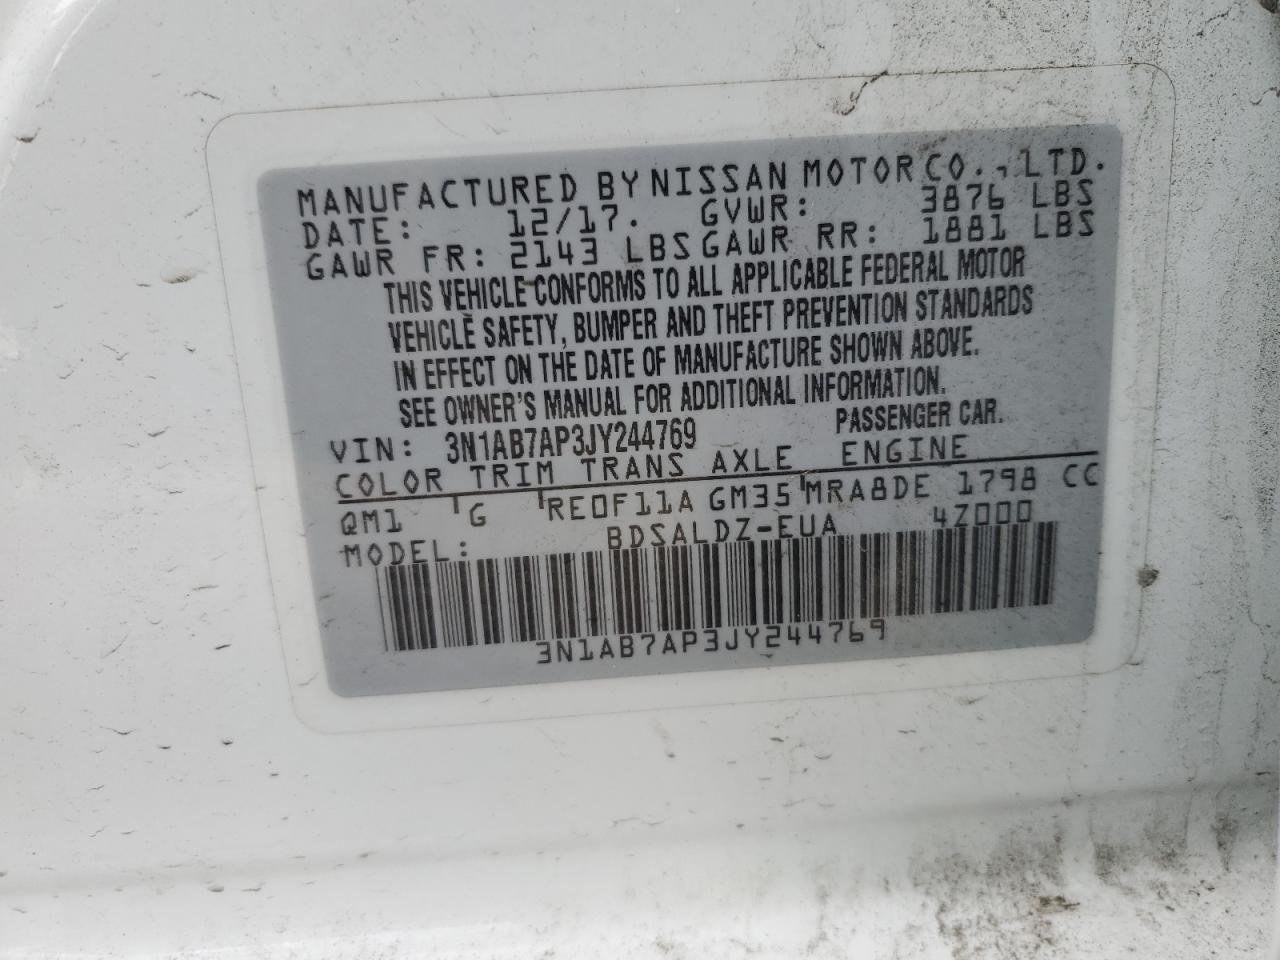 MANUFACTURED BY NISSAN MOTOR CO., LTD.
DATE: 12/17. GVWR: 3876 LBS
GAWR FR: 2143 LBS GAWR RR: 1881 LBS
THIS VEHICLE CONFORMS TO ALL APPLICABLE FEDERAL MOTOR
VEHICLE SAFETY, BUMPER AND THEFT PREVENTION STANDARDS
IN EFFECT ON THE DATE OF MANUFACTURE SHOWN ABOVE.
SEE OWNER'S MANUAL FOR ADDITIONAL INFORMATION.
VIN: 3N1AB7AP3JY244769 PASSENGER CAR.
COLOR TRIM TRANS AXLE ENGINE
QM1 G RE0F11A GM35 MRA8DE 1798 CC
MODEL: BDSALDZ-EUA 4Z000
3N1AB7AP3JY244769